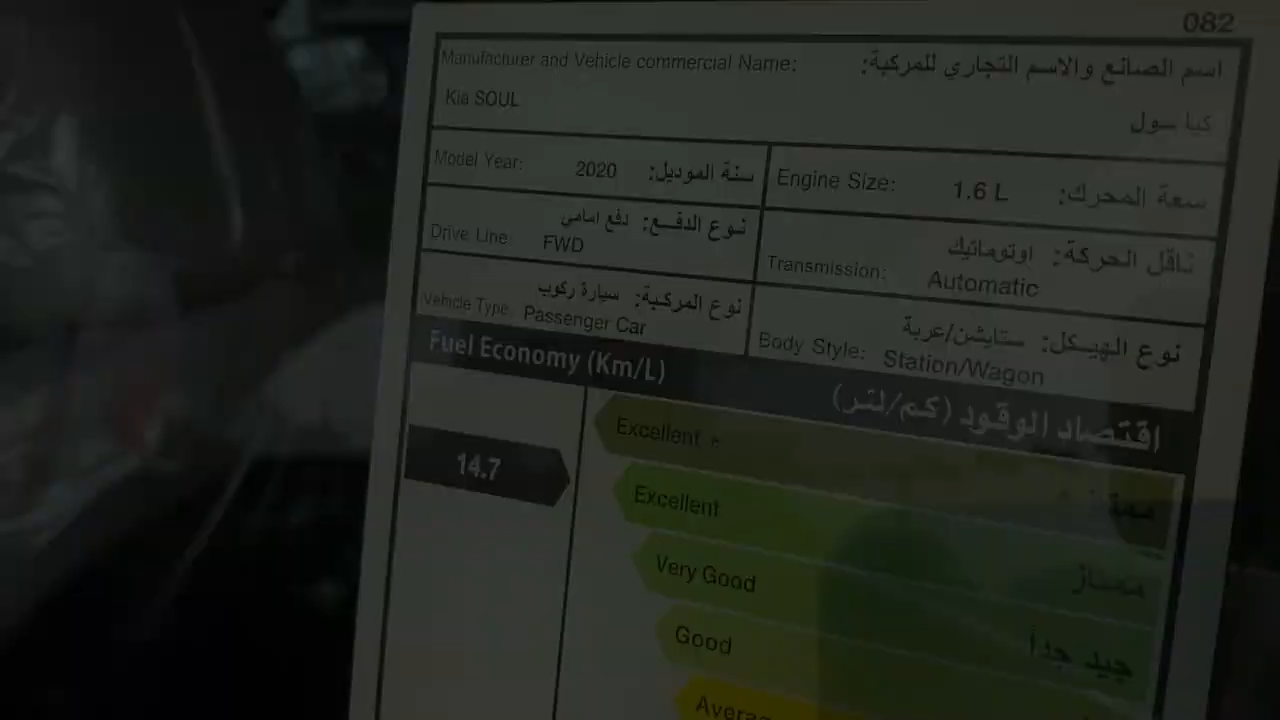 082
Manufacturer and Vehicle commercial Name: اسم الصانع والاسم التجاري للمركبة:
Kia SOUL كيا سول
Model Year: 2020 سنة الموديل:
Engine Size: 1.6 L سعة المحرك:
نوع الدفع: دفع امامي
Drive Line: FWD
ناقل الحركة: اوتوماتيك
Transmission: Automatic
نوع المركبة: سيارة ركوب
Vehicle Type: Passenger Car
نوع الهيكل: ستايشن/عربة
Body Style: Station/Wagon
Fuel Economy (Km/L) اقتصاد الوقود (كم/لتر)
14.7
Excellent +
Excellent ممتاز
Very Good جيد جداً
Good